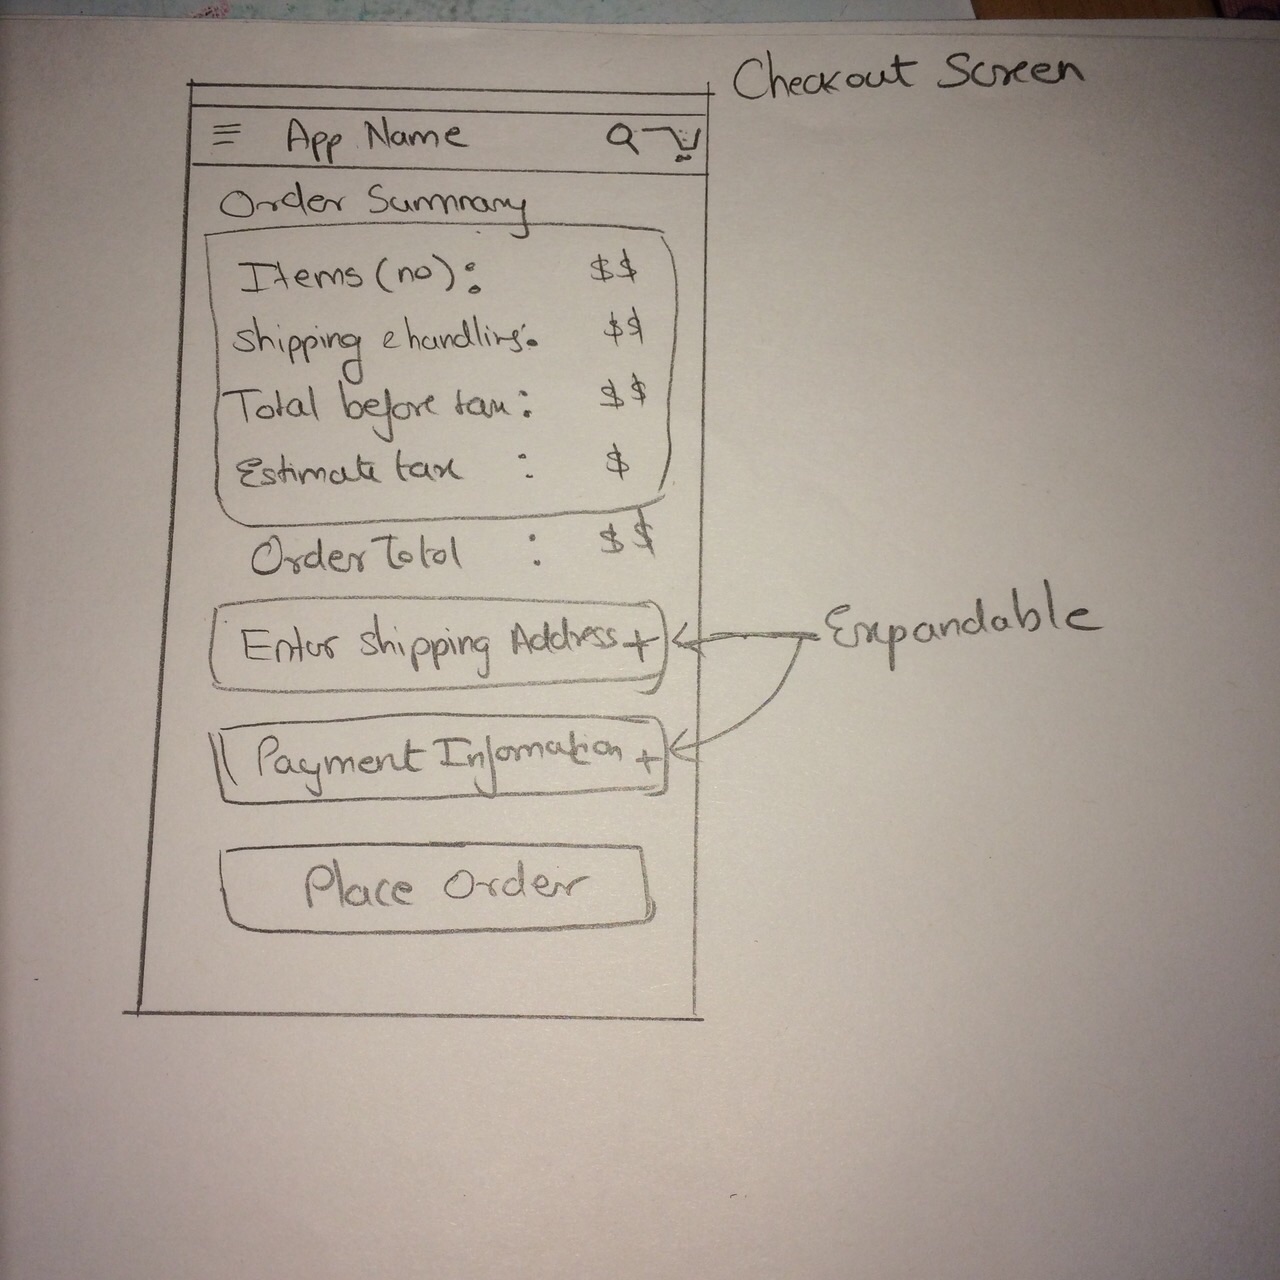 Checkout Screen
App Name
Order Summary
Items (no): $$
Shipping & handling: $$
Total before tax: $$
Estimate tax : $
Order Total : $$
Enter Shipping Address +
Expandable
Payment Information +
Place Order